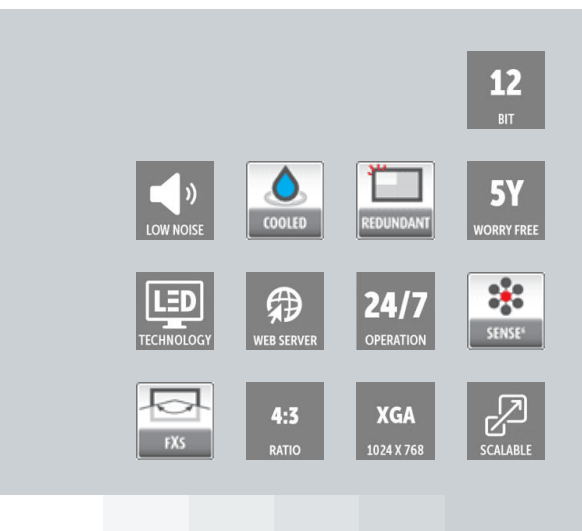 12
BIT
LOW NOISE
COOLED
REDUNDANT
5Y
WORRY FREE
LED
TECHNOLOGY
WEB SERVER
24/7
OPERATION
SENSE⁶
FXS
4:3
RATIO
XGA
1024 X 768
SCALABLE